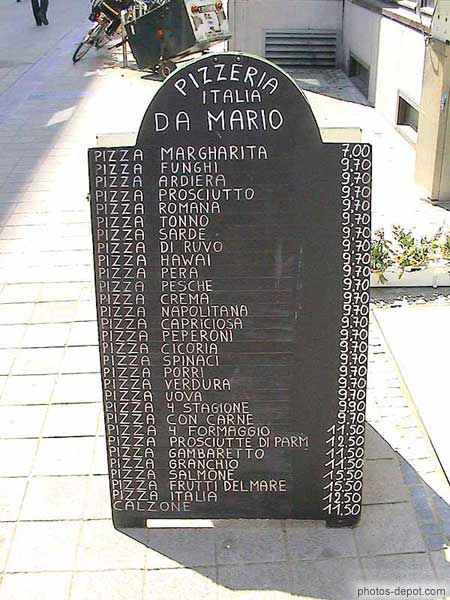 PIZZERIA
ITALIA
DA MARIO
PIZZA MARGHARITA 7,00
PIZZA FUNGHI 9,70
PIZZA ARDIERA 9,70
PIZZA PROSCIUTTO 9,70
PIZZA ROMANA 9,70
PIZZA TONNO 9,70
PIZZA SARDE 9,70
PIZZA DI RUVO 9,70
PIZZA HAWAI 9,70
PIZZA PERA 9,70
PIZZA PESCHE 9,70
PIZZA CREMA 9,70
PIZZA NAPOLITANA 9,70
PIZZA CAPRICIOSA 9,70
PIZZA PEPERONI 9,70
PIZZA CICORIA 9,70
PIZZA SPINACI 9,70
PIZZA PORRI 9,70
PIZZA VERDURA 9,70
PIZZA UOVA 9,70
PIZZA 4 STAGIONE 9,90
PIZZA CON CARNE 9,70
PIZZA 4 FORMAGGIO 11,50
PIZZA PROSCIUTTE DI PARM 12,50
PIZZA GAMBARETTO 11,50
PIZZA GRANCHIO 11,50
PIZZA SALMONE 15,50
PIZZA FRUTTI DEL MARE 15,50
PIZZA ITALIA 12,50
CALZONE 11,50
photos-depot.com